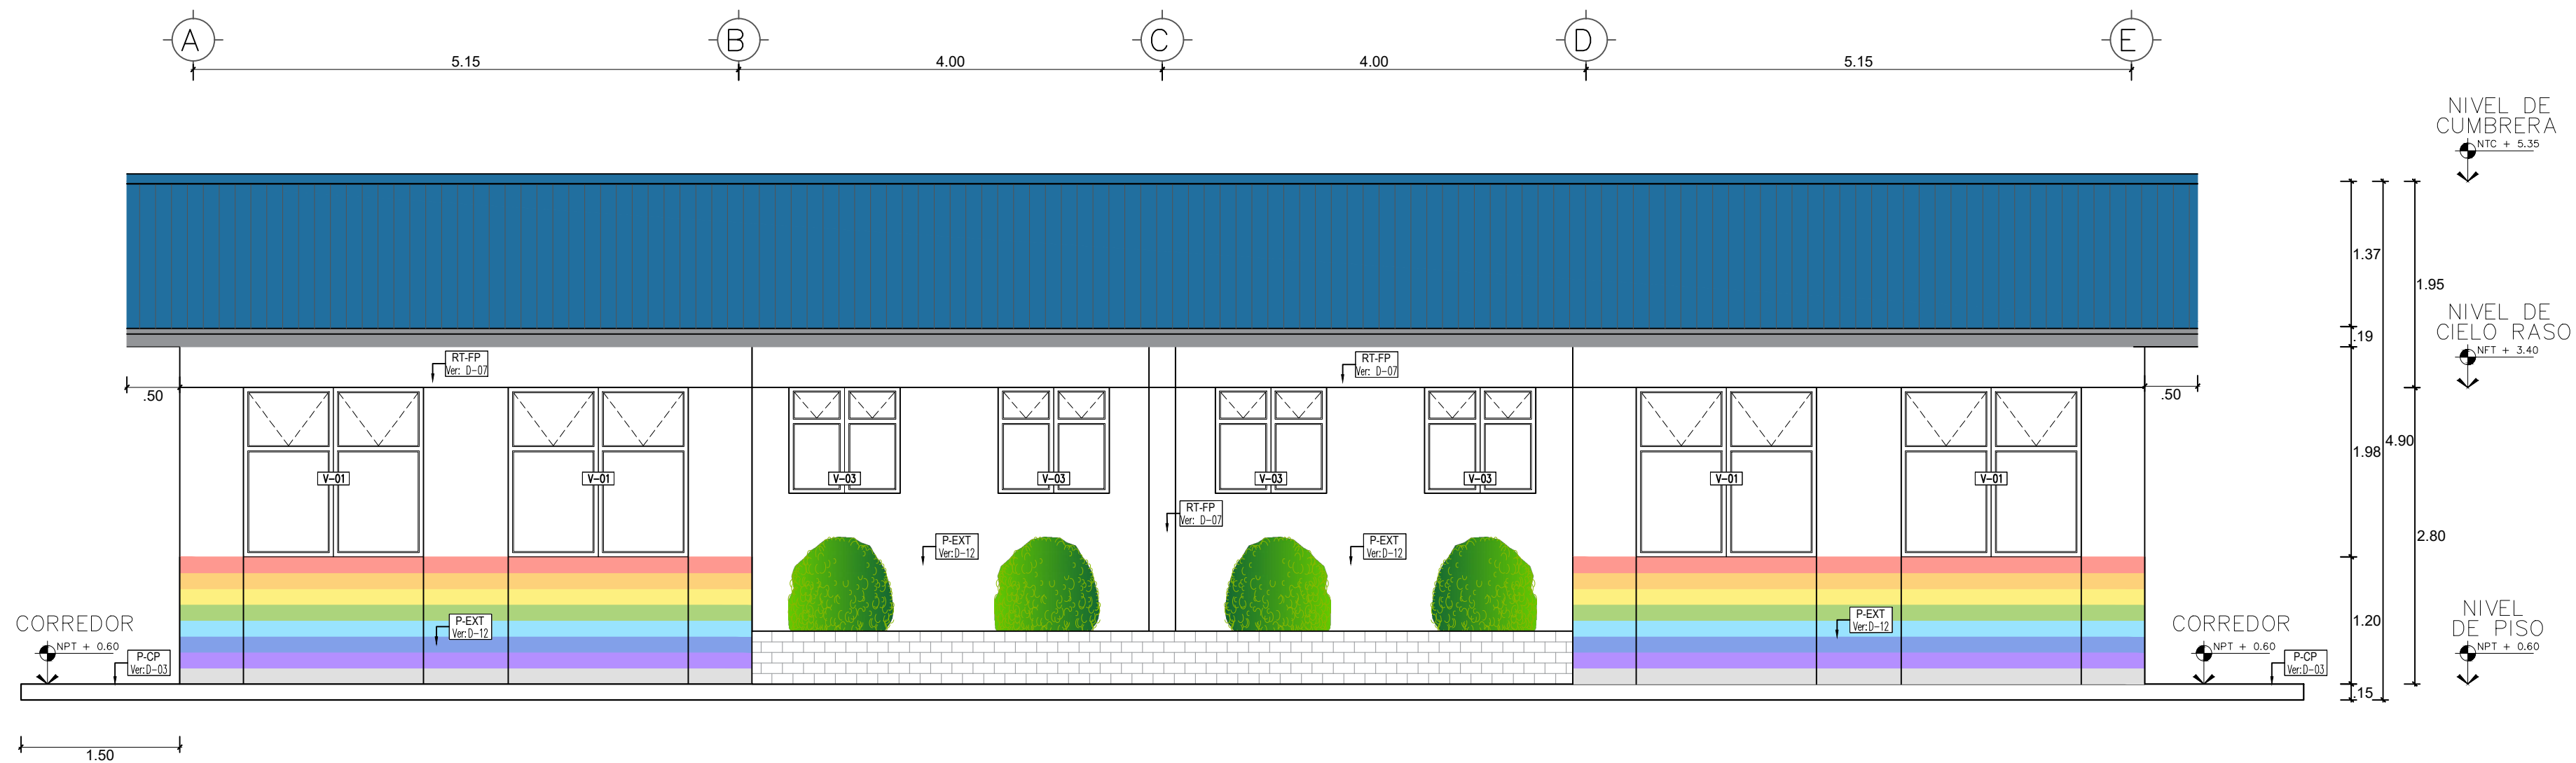 A B C D E
5.15 4.00 4.00 5.15
NIVEL DE
CUMBRERA
NTC + 5.35
1.37
1.95
NIVEL DE
CIELO RASO
NFT + 3.40
.19
RT-FP
Ver: D-07
RT-FP
Ver: D-07
.50
.50
V-01
V-01
V-03
V-03
V-03
V-03
V-01
V-01
1.98
4.90
2.80
RT-FP
Ver: D-07
P-EXT
Ver:D-12
P-EXT
Ver:D-12
P-EXT
Ver:D-12
P-EXT
Ver:D-12
1.20
CORREDOR
NPT + 0.60
P-CP
Ver:D-03
CORREDOR
NPT + 0.60
P-CP
Ver:D-03
NIVEL
DE PISO
NPT + 0.60
.15
1.50